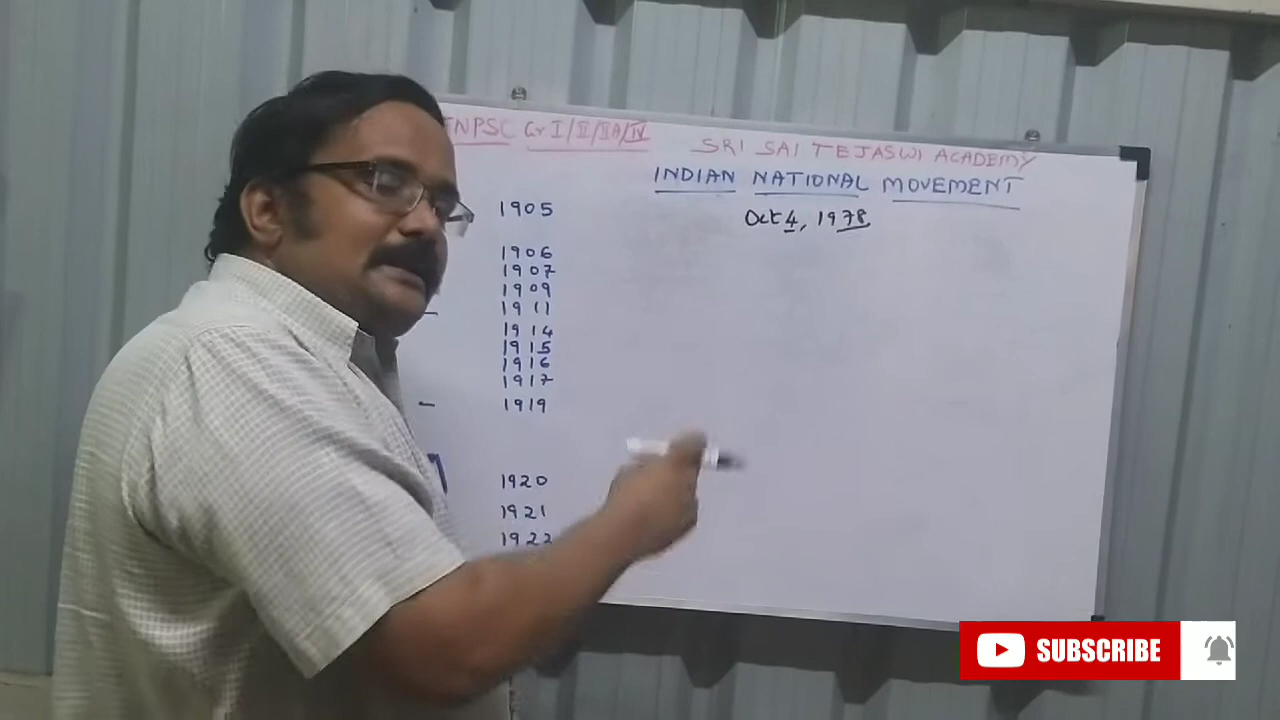 TNPSC Gr I/II/IIA/IV
SRI SAI TEJASWI ACADEMY
INDIAN NATIONAL MOVEMENT
Oct 4, 1978
1905
1906
1907
1909
- 1911
1914
1915
1916
1917
- 1919
1920
1921
1922
SUBSCRIBE